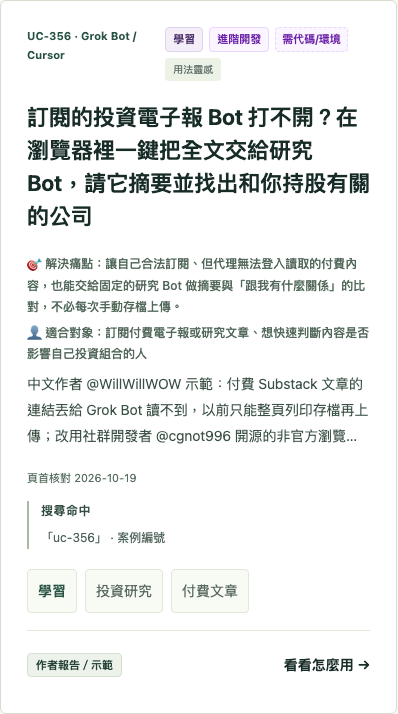 UC-356 · Grok Bot /
Cursor
學習
進階開發
需代碼/環境
用法靈感
訂閱的投資電子報 Bot 打不開？在
瀏覽器裡一鍵把全文交給研究
Bot，請它摘要並找出和你持股有關
的公司
解決痛點：讓自己合法訂閱、但代理無法登入讀取的付費內
容，也能交給固定的研究 Bot 做摘要與「跟我有什麼關係」的比
對，不必每次手動存檔上傳。
適合對象：訂閱付費電子報或研究文章、想快速判斷內容是否
影響自己投資組合的人
中文作者 @WillWillWOW 示範：付費 Substack 文章的
連結丟給 Grok Bot 讀不到，以前只能整頁列印存檔再上
傳；改用社群開發者 @cgnot996 開源的非官方瀏覽...
頁首核對 2026-10-19
搜尋命中
「uc-356」 · 案例編號
學習
投資研究
付費文章
作者報告 / 示範
看看怎麼用 →